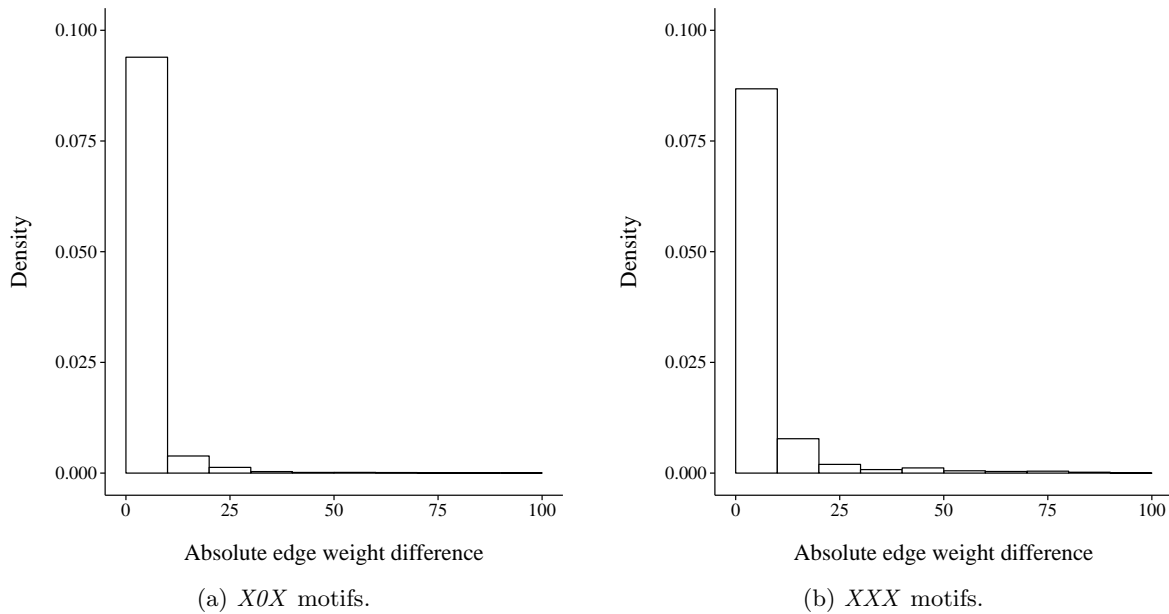 0.100
0.075
0.050
0.025
0.000
Density
0 25 50 75 100
Absolute edge weight difference
(a) X0X motifs.
0.100
0.075
0.050
0.025
0.000
Density
0 25 50 75 100
Absolute edge weight difference
(b) XXX motifs.